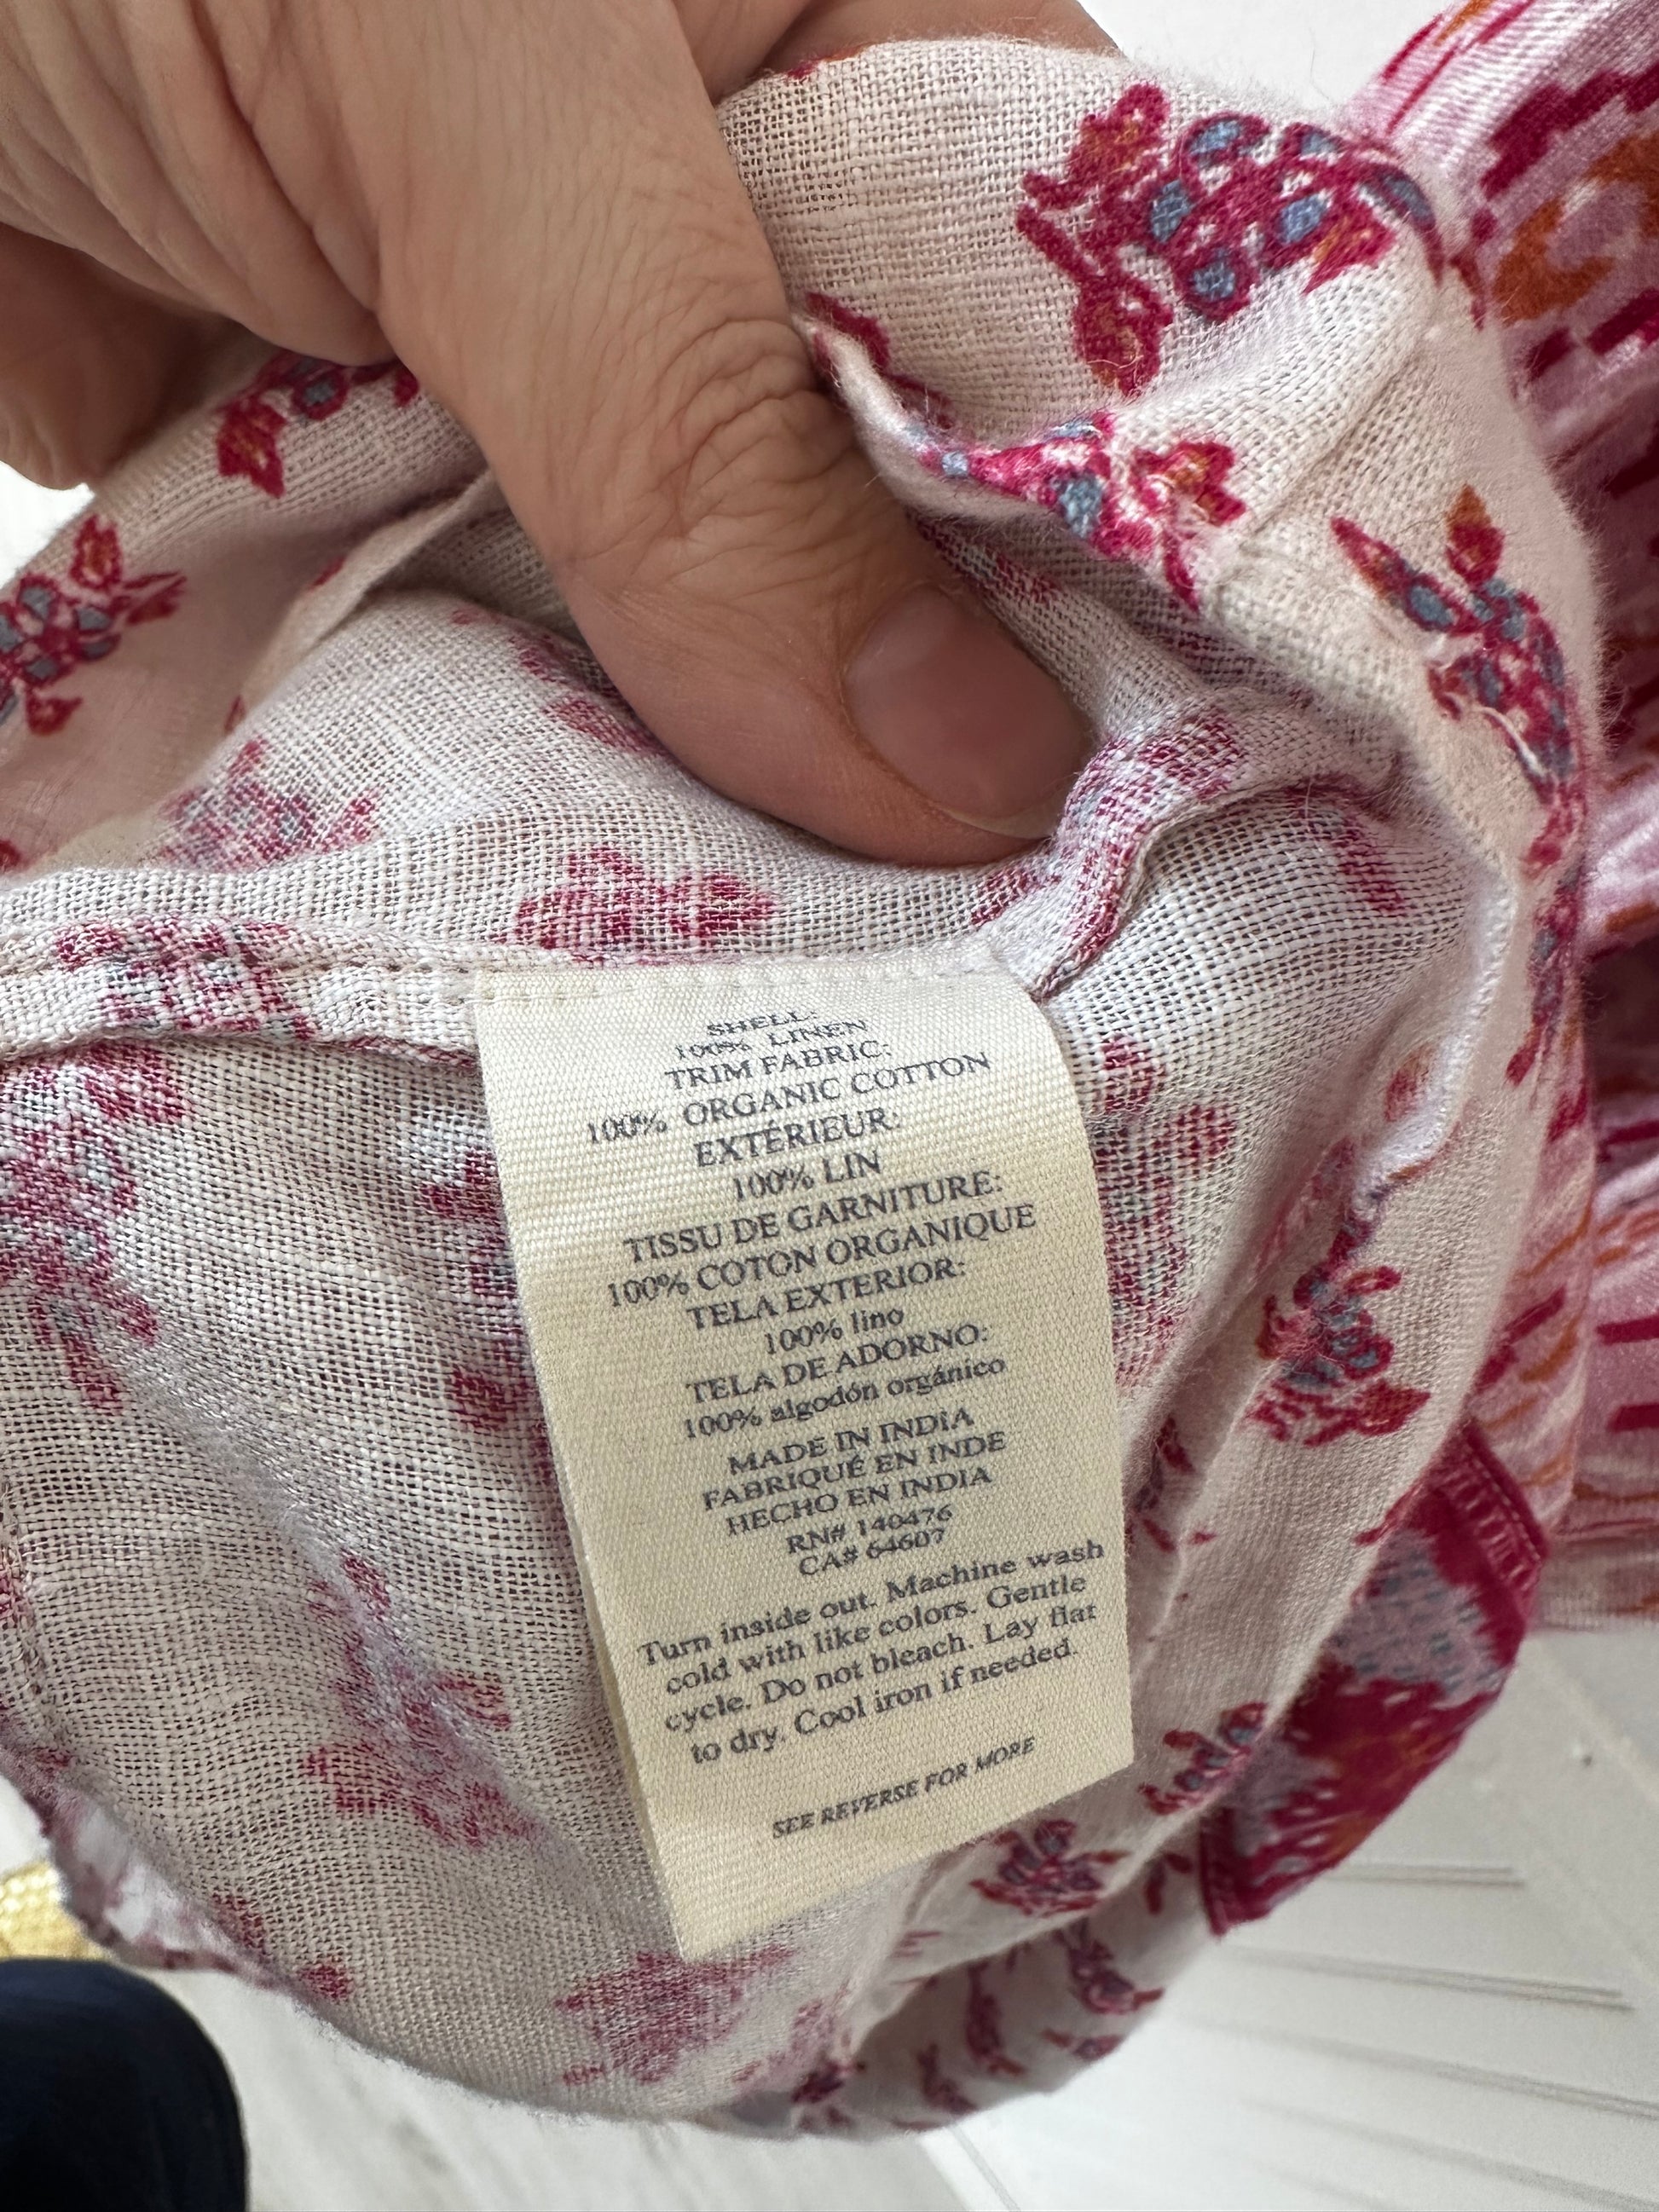 SHELL:
100% LINEN
TRIM FABRIC:
100% ORGANIC COTTON
EXTÉRIEUR:
100% LIN
TISSU DE GARNITURE:
100% COTON ORGANIQUE
TELA EXTERIOR:
100% lino
TELA DE ADORNO:
100% algodón orgánico
MADE IN INDIA
FABRIQUÉ EN INDE
HECHO EN INDIA
RN# 140476
CA# 64607
Turn inside out. Machine wash
cold with like colors. Gentle
cycle. Do not bleach. Lay flat
to dry. Cool iron if needed.
SEE REVERSE FOR MORE